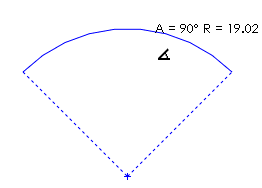 A = 90° R = 19.02